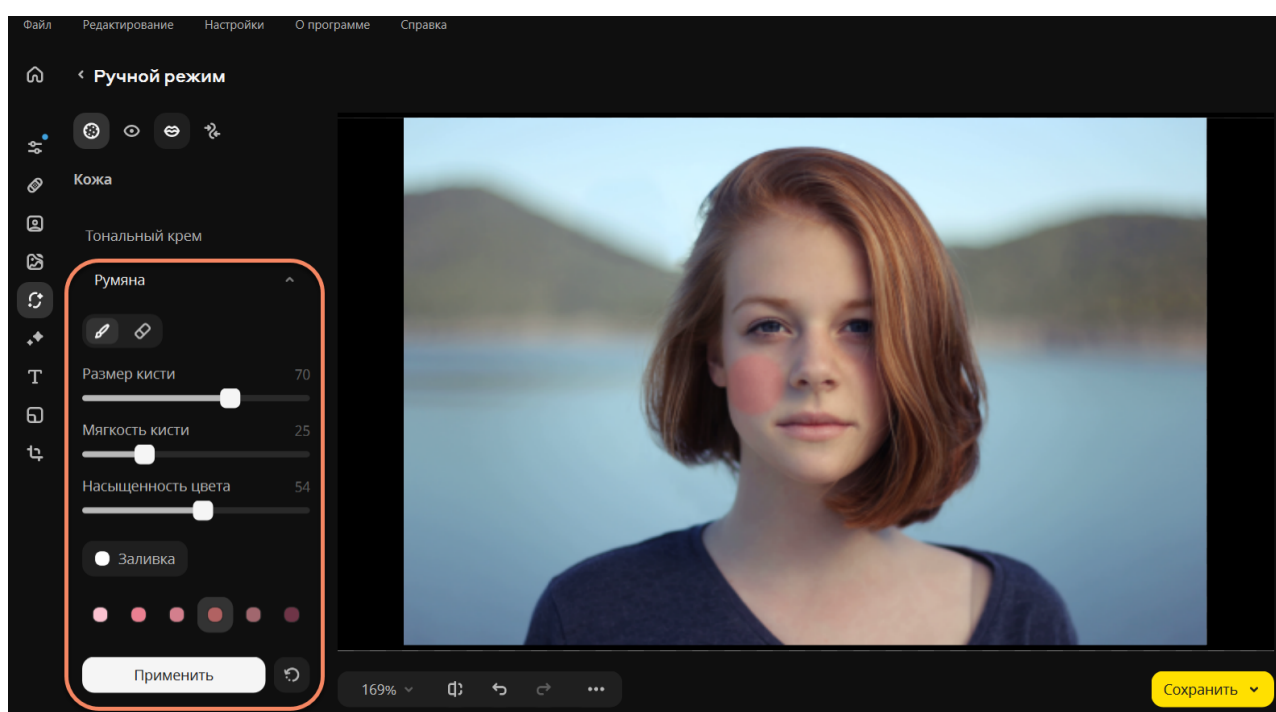 Файл Редактирование Настройки О программе Справка
Ручной режим
Кожа
Тональный крем
Румяна
Размер кисти 70
Мягкость кисти 25
Насыщенность цвета 54
Заливка
Применить
169%
Сохранить